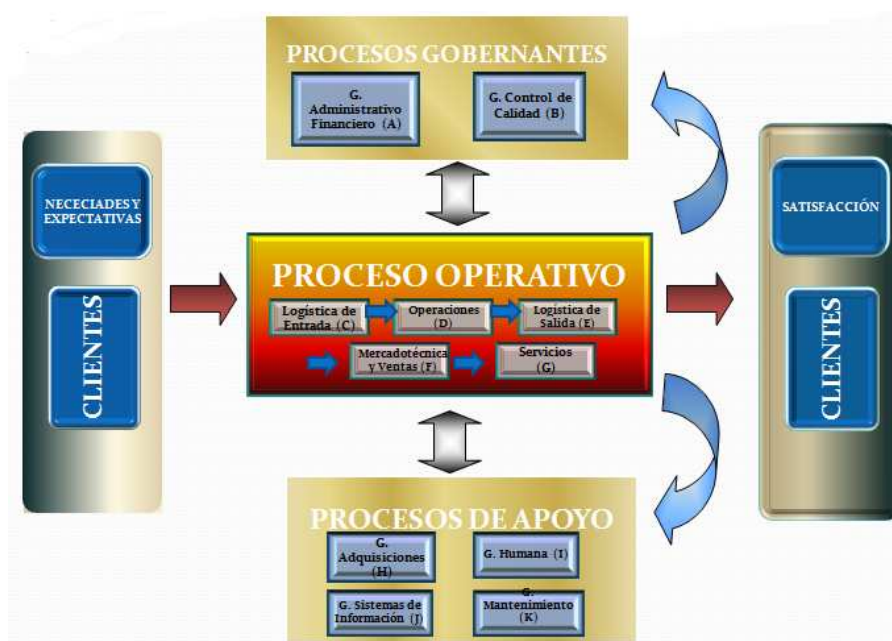 PROCESOS GOBERNANTES
G.
Administrativo
Financiero (A)
G. Control de
Calidad (B)
NECECIADES Y
EXPECTATIVAS
CLIENTES
PROCESO OPERATIVO
Logística de
Entrada (C)
Operaciones
(D)
Logística de
Salida (E)
Mercadotécnica
y Ventas (F)
Servicios
(G)
SATISFACCIÓN
CLIENTES
PROCESOS DE APOYO
G.
Adquisiciones
(H)
G. Humana (I)
G. Sistemas de
Información (J)
G.
Mantenimiento
(K)